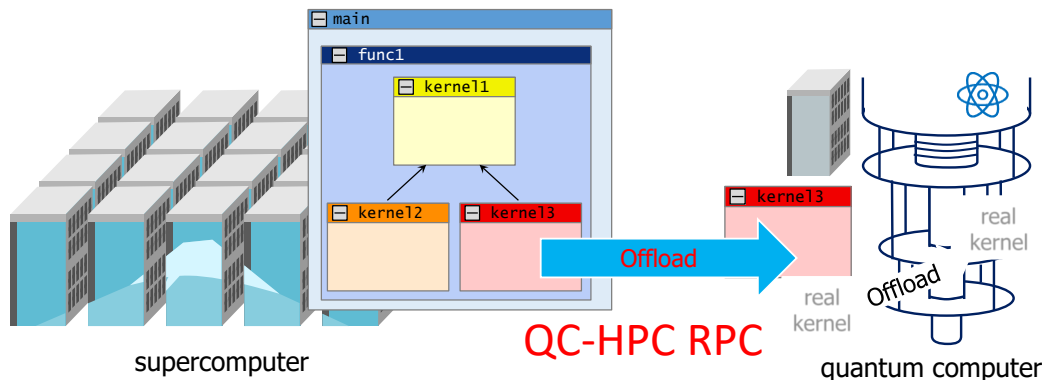 main
func1
kernel1
kernel2
kernel3
Offload
kernel3
real
kernel
real
kernel
Offload
QC-HPC RPC
supercomputer
quantum computer